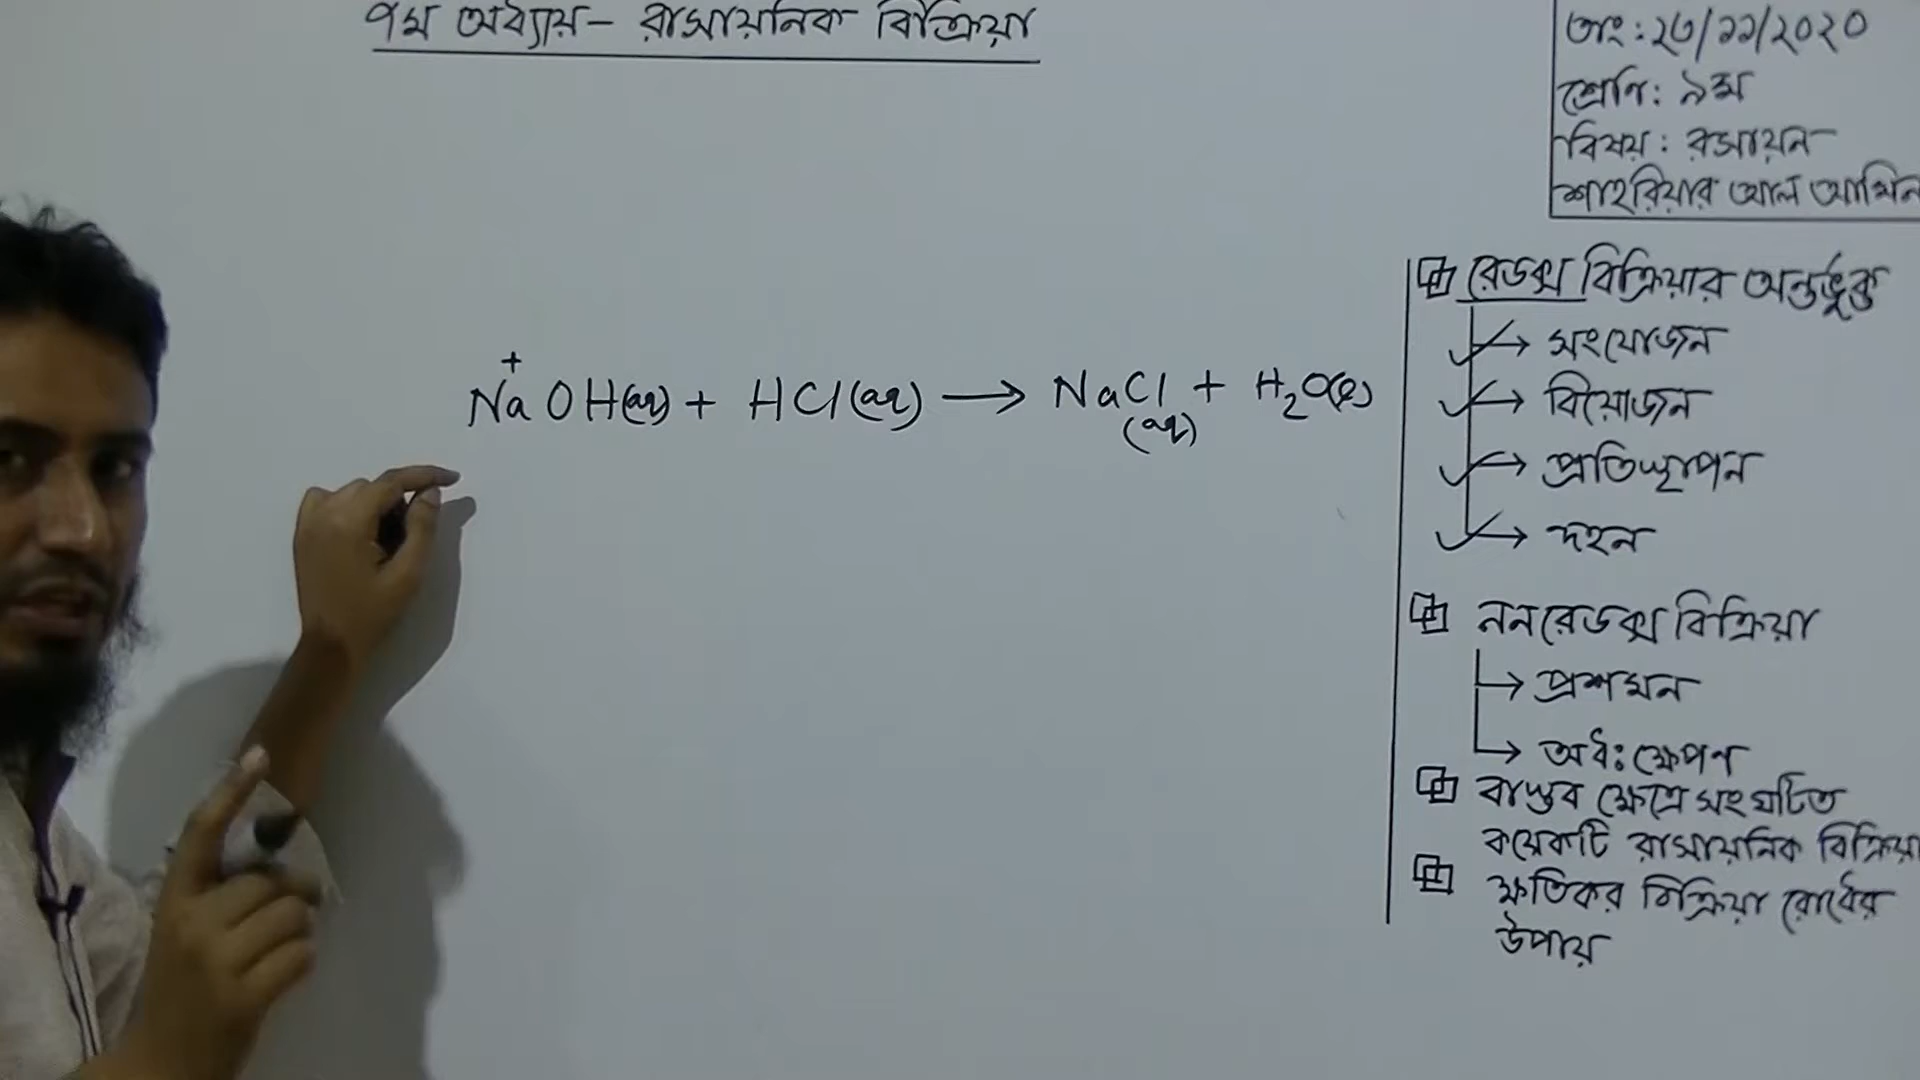 ৭ম অধ্যায় – রাসায়নিক বিক্রিয়া
তাং: ২৩/১১/২০২০
শ্রেণি: ৯ম
বিষয়: রসায়ন
শাহরিয়ার আল আমিন
+
NaOH(aq) + HCl(aq) → NaCl + H₂O(l)
(aq)
রেডক্স বিক্রিয়ার অন্তর্ভুক্ত
→ সংযোজন
→ বিয়োজন
→ প্রতিস্থাপন
→ দহন
ননরেডক্স বিক্রিয়া
→ প্রশমন
→ অধঃক্ষেপণ
বাস্তব ক্ষেত্রে সংঘটিত
কয়েকটি রাসায়নিক বিক্রিয়া
ক্ষতিকর বিক্রিয়া রোধের
উপায়